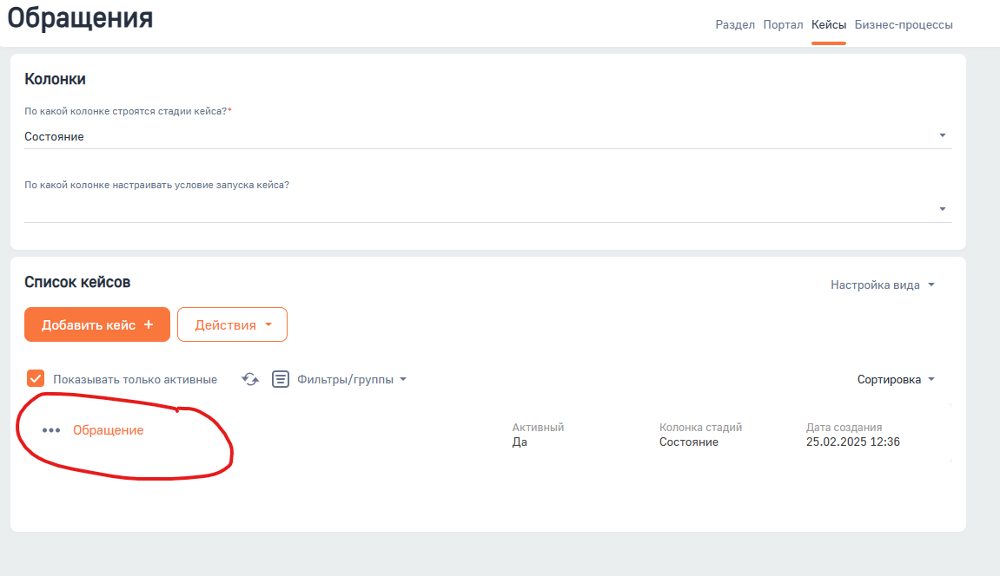 Обращения
Раздел Портал Кейсы Бизнес-процессы
Колонки
По какой колонке строятся стадии кейса?*
Состояние
По какой колонке настраивать условие запуска кейса?
Список кейсов
Настройка вида
Добавить кейс +
Действия
Показывать только активные
Фильтры/группы
Сортировка
Обращение
Активный
Да
Колонка стадий
Состояние
Дата создания
25.02.2025 12:36